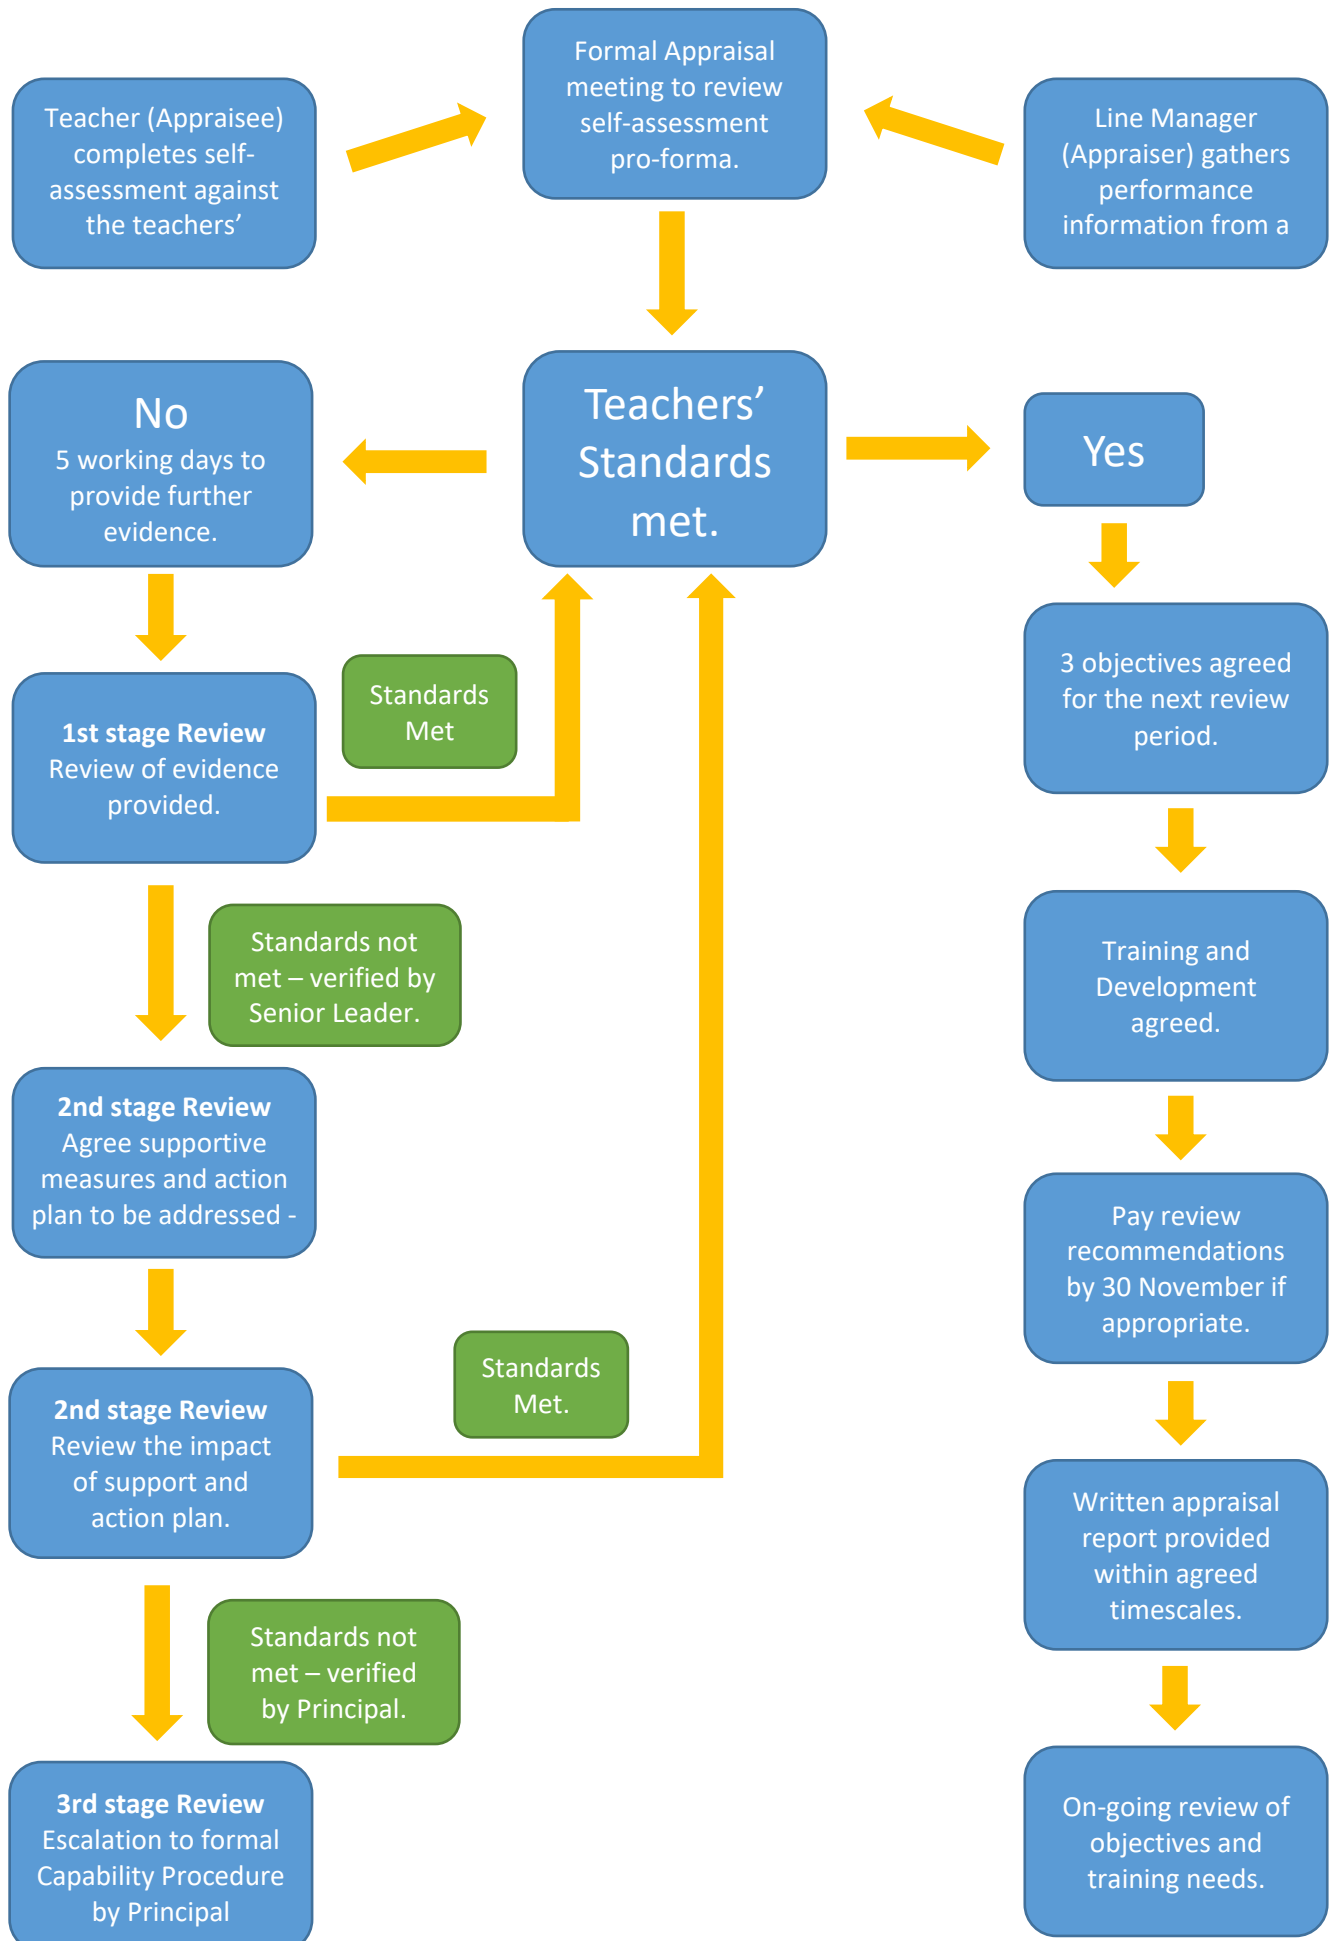 Formal Appraisal
meeting to review
self-assessment
pro-forma.
Teacher (Appraisee)
completes self-
assessment against
the teachers’
Line Manager
(Appraiser) gathers
performance
information from a
Teachers’
Standards
met.
No
5 working days to
provide further
evidence.
Yes
1st stage Review
Review of evidence
provided.
Standards
Met
3 objectives agreed
for the next review
period.
Standards not
met – verified by
Senior Leader.
Training and
Development
agreed.
2nd stage Review
Agree supportive
measures and action
plan to be addressed -
Pay review
recommendations
by 30 November if
appropriate.
2nd stage Review
Review the impact
of support and
action plan.
Standards
Met.
Written appraisal
report provided
within agreed
timescales.
Standards not
met – verified
by Principal.
3rd stage Review
Escalation to formal
Capability Procedure
by Principal
On-going review of
objectives and
training needs.